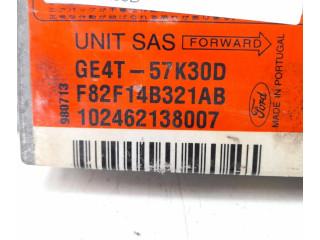 UNIT SAS FORWARD
GE4T-57K30D
F82F14B321AB
102462138007
980713
Ford
MADE IN PORTUGAL